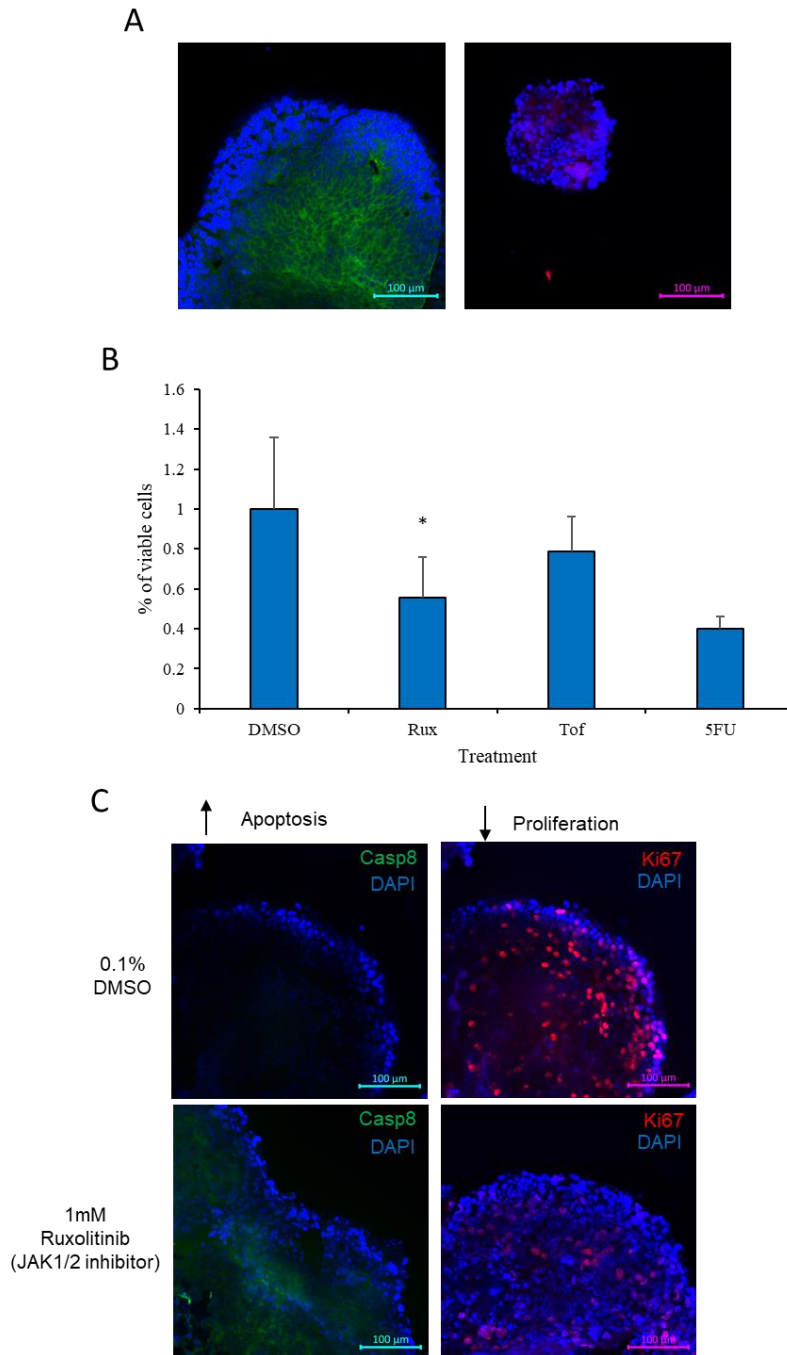 A
100 µm
100 µm
B
1.6
1.4
1.2
1
0.8
0.6
0.4
0.2
0
% of viable cells
*
DMSO
Rux
Tof
5FU
Treatment
C
Apoptosis
Proliferation
Casp8
DAPI
Ki67
DAPI
0.1%
DMSO
100 µm
100 µm
Casp8
DAPI
Ki67
DAPI
1mM
Ruxolitinib
(JAK1/2 inhibitor)
100 µm
100 µm